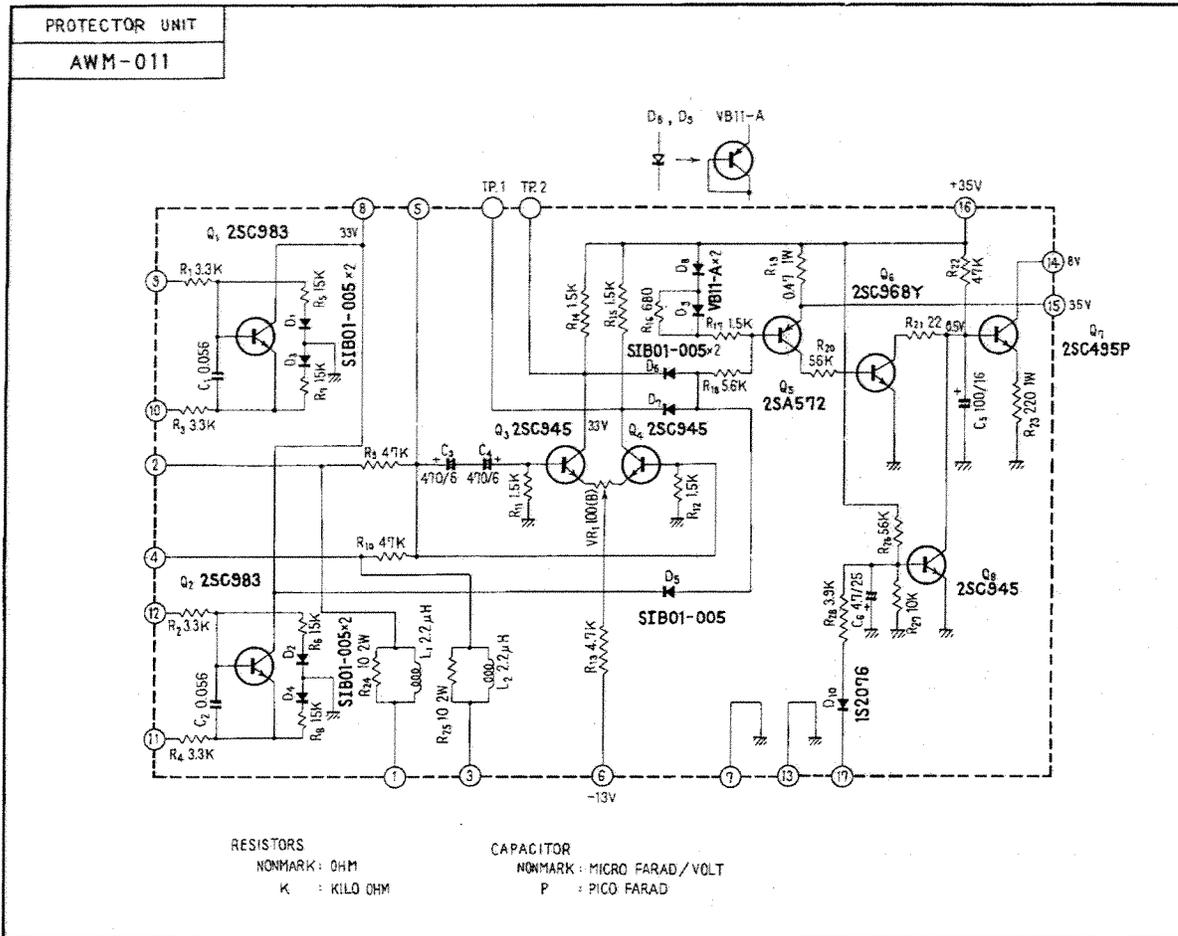 PROTECTOR UNIT
AWM-011
D8, D9 VB11-A
8
5
TP.1
TP.2
+35V
16
Q1 2SC983
33V
9
R1 3.3K
R5 15K
D1
D3
R7 15K
SIB01-005×2
C1 0.056
10
R3 3.3K
R14 1.5K
R15 1.5K
R16 680
D8
D9
VB11-A×2
R19 0.47 1W
Q6
2SC968Y
R22 47K
14 8V
15 35V
R17 1.5K
R21 22
8.5V
Q7
2SC495P
SIB01-005×2
D6
R18 5.6K
R20 56K
Q5
2SA572
D7
C5 100/16
R23 220 1W
Q3 2SC945
33V
Q4 2SC945
2
R9 47K
C3
470/6
C4
470/6
R11 1.5K
VR1 100(B)
R12 1.5K
4
R10 47K
R26 56K
Q8
2SC945
Q2 2SC983
D5
SIB01-005
12
R2 3.3K
R6 15K
D2
D4
R8 15K
SIB01-005×2
C2 0.056
11
R4 3.3K
R24 10 2W
L1 2.2μH
R25 10 2W
L2 2.2μH
R13 4.7K
R28 3.9K
C6 47/25
R27 10K
D10
1S2076
1
3
6
-13V
7
13
17
RESISTORS
NONMARK : OHM
K : KILO OHM
CAPACITOR
NONMARK : MICRO FARAD/VOLT
P : PICO FARAD